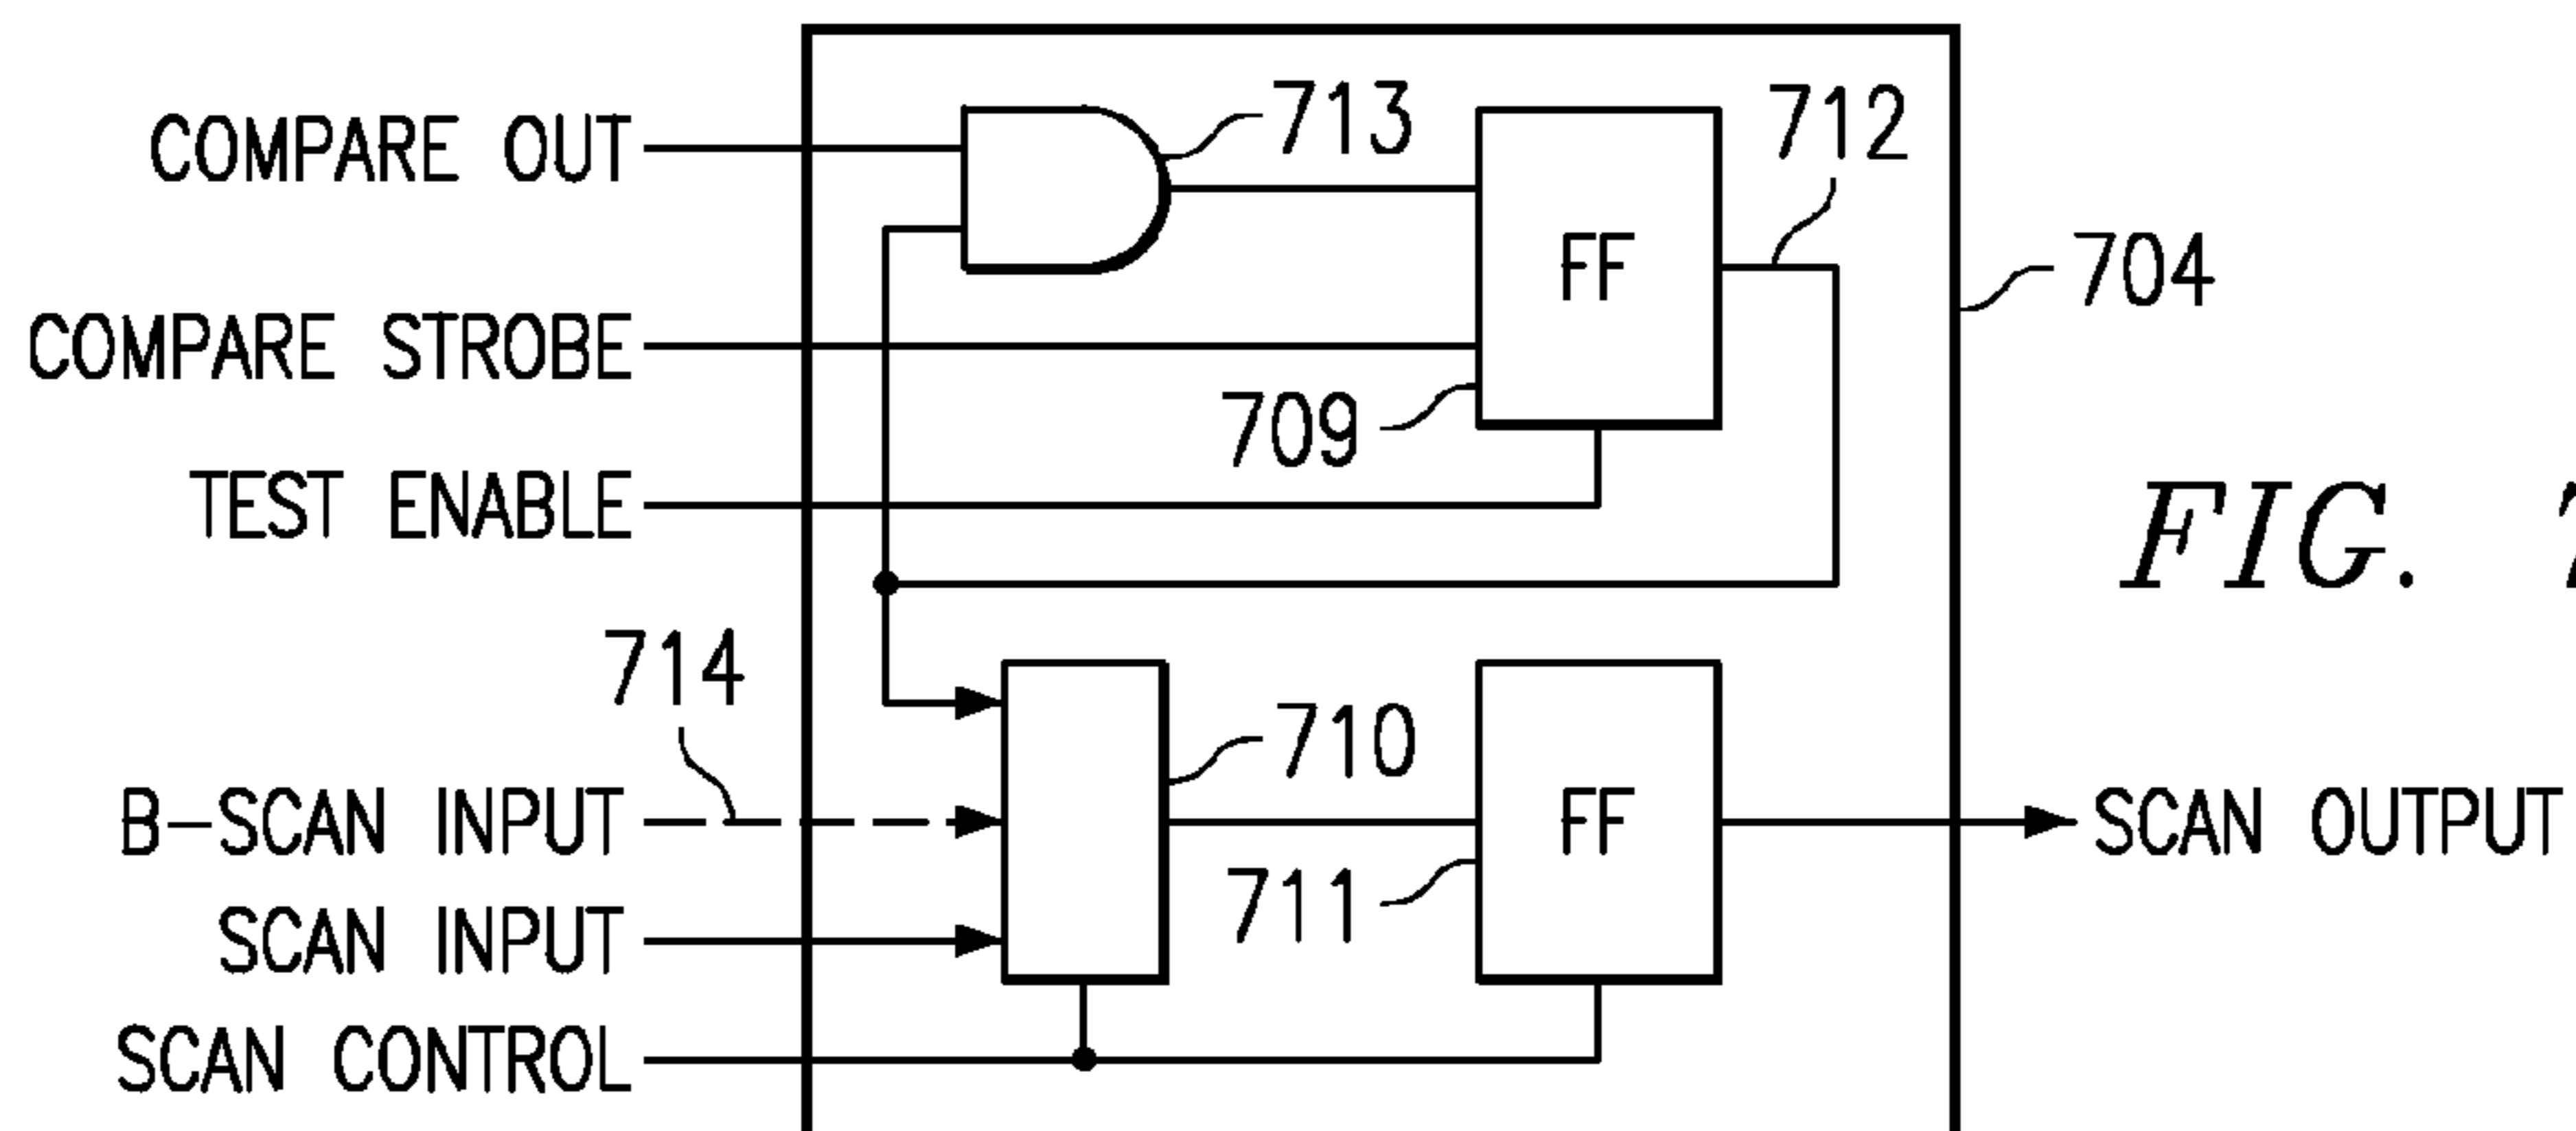 COMPARE OUT
713
712
FF
704
COMPARE STROBE
709
TEST ENABLE
FIG.
714
710
FF
B-SCAN INPUT
SCAN OUTPUT
711
SCAN INPUT
SCAN CONTROL